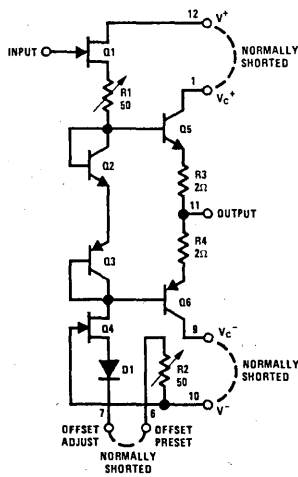 12 V+
INPUT
Q1
NORMALLY
SHORTED
1
VC+
R1
50
Q5
Q2
R3
2Ω
11
OUTPUT
R4
2Ω
Q3
Q6
Q4
9
VC−
D1
R2
50
NORMALLY
SHORTED
10
V−
7
6
OFFSET
ADJUST
OFFSET
PRESET
NORMALLY
SHORTED